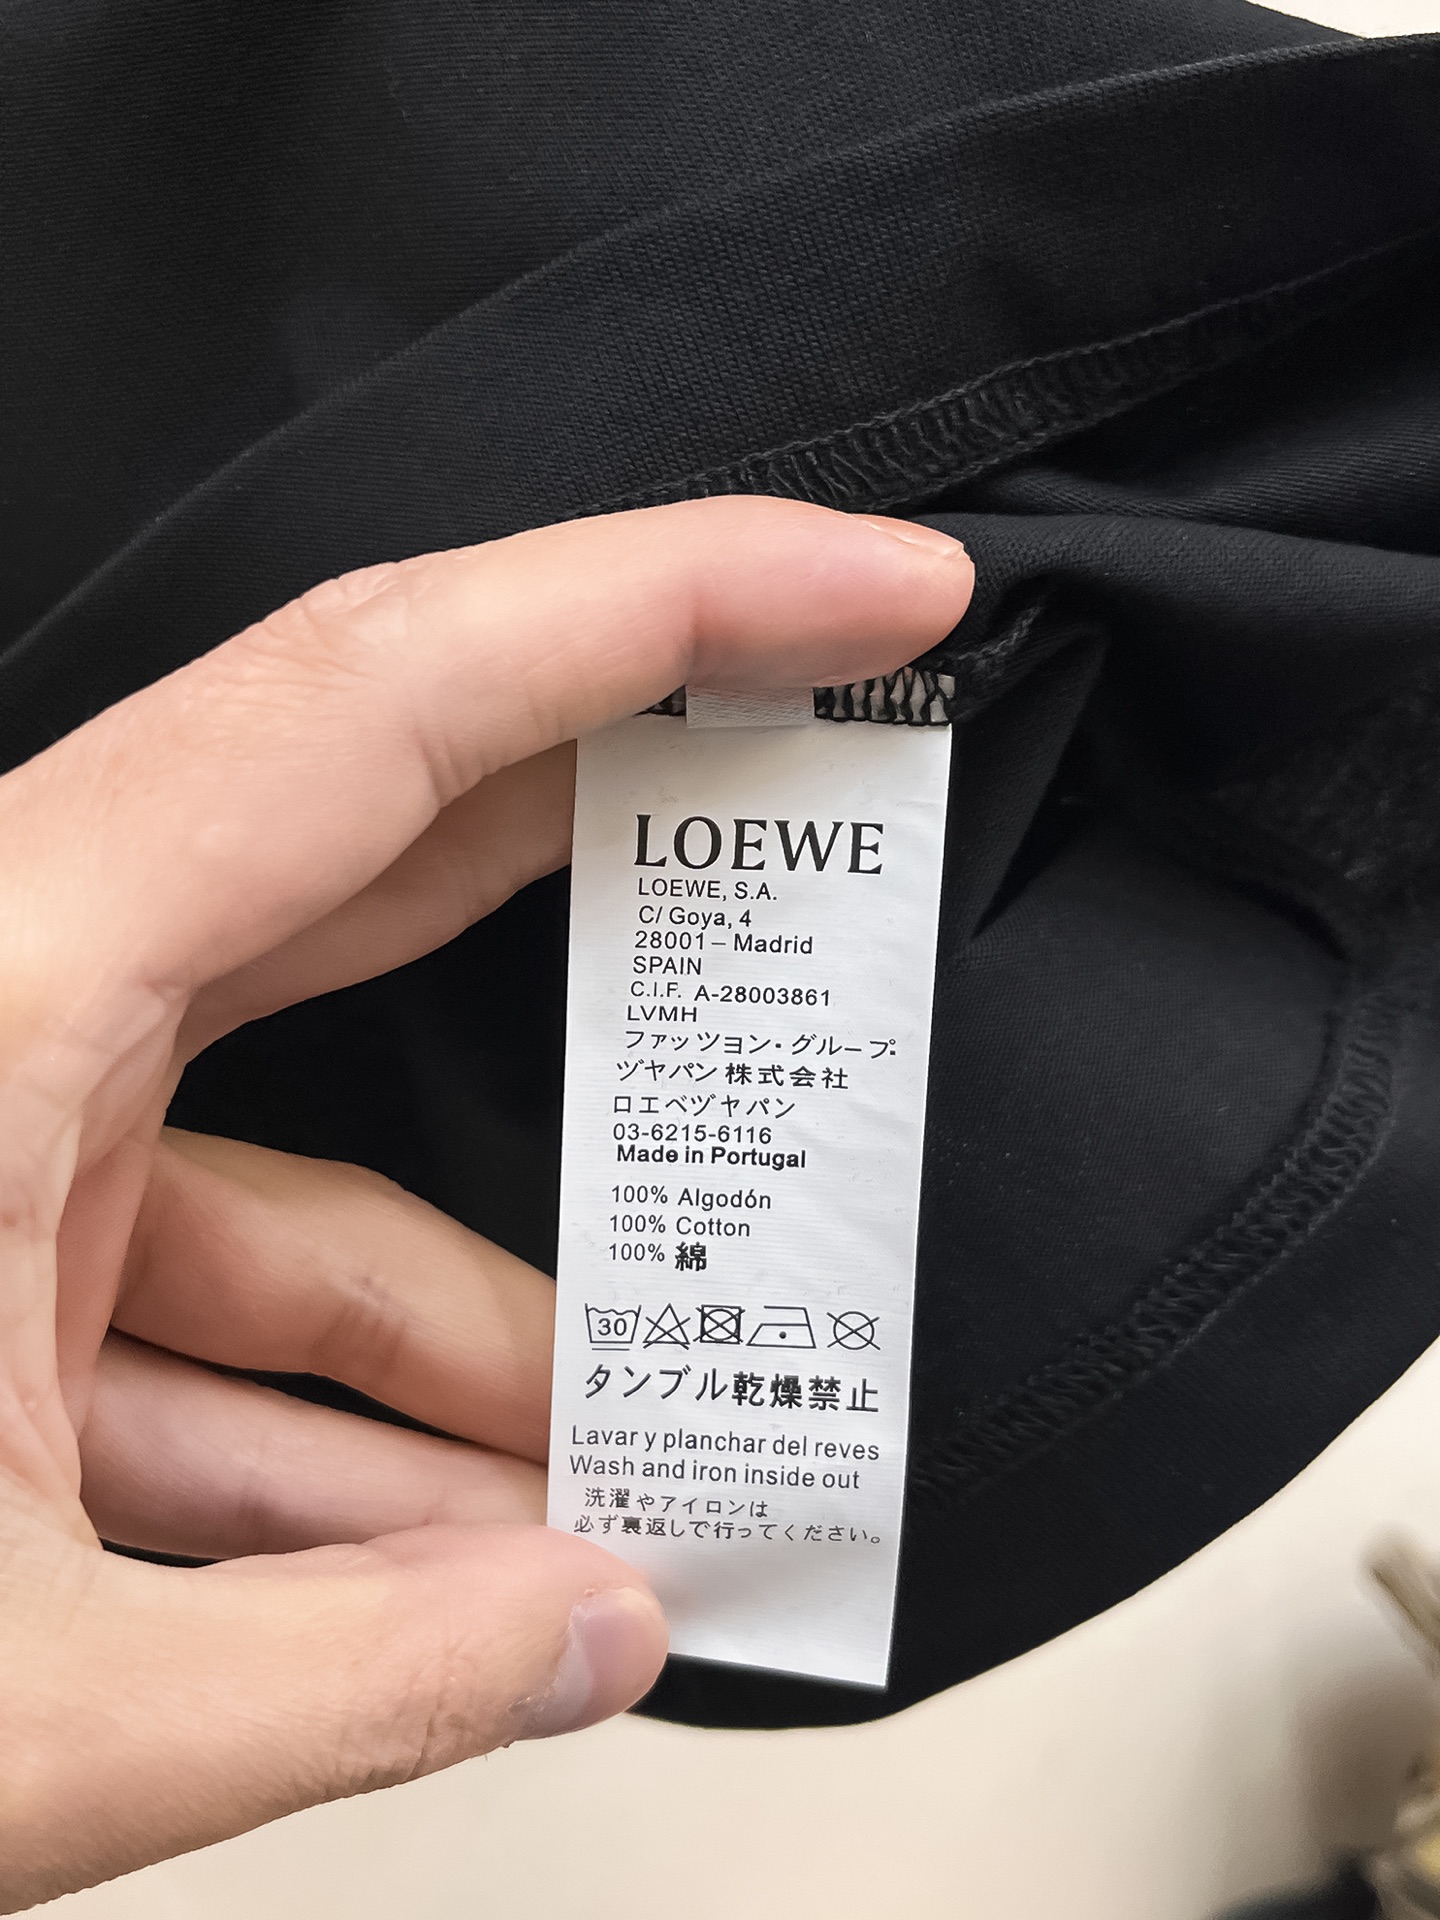 LOEWE
LOEWE, S.A.
C/ Goya, 4
28001 – Madrid
SPAIN
C.I.F. A-28003861
LVMH
ファッツョン・グループ
ヅヤパン 株式会社
ロエベヅャパン
03-6215-6116
Made in Portugal
100% Algodón
100% Cotton
100% 綿
30
タンブル乾燥禁止
Lavar y planchar del reves
Wash and iron inside out
洗濯やアイロンは
必ず裏返しで行ってください。